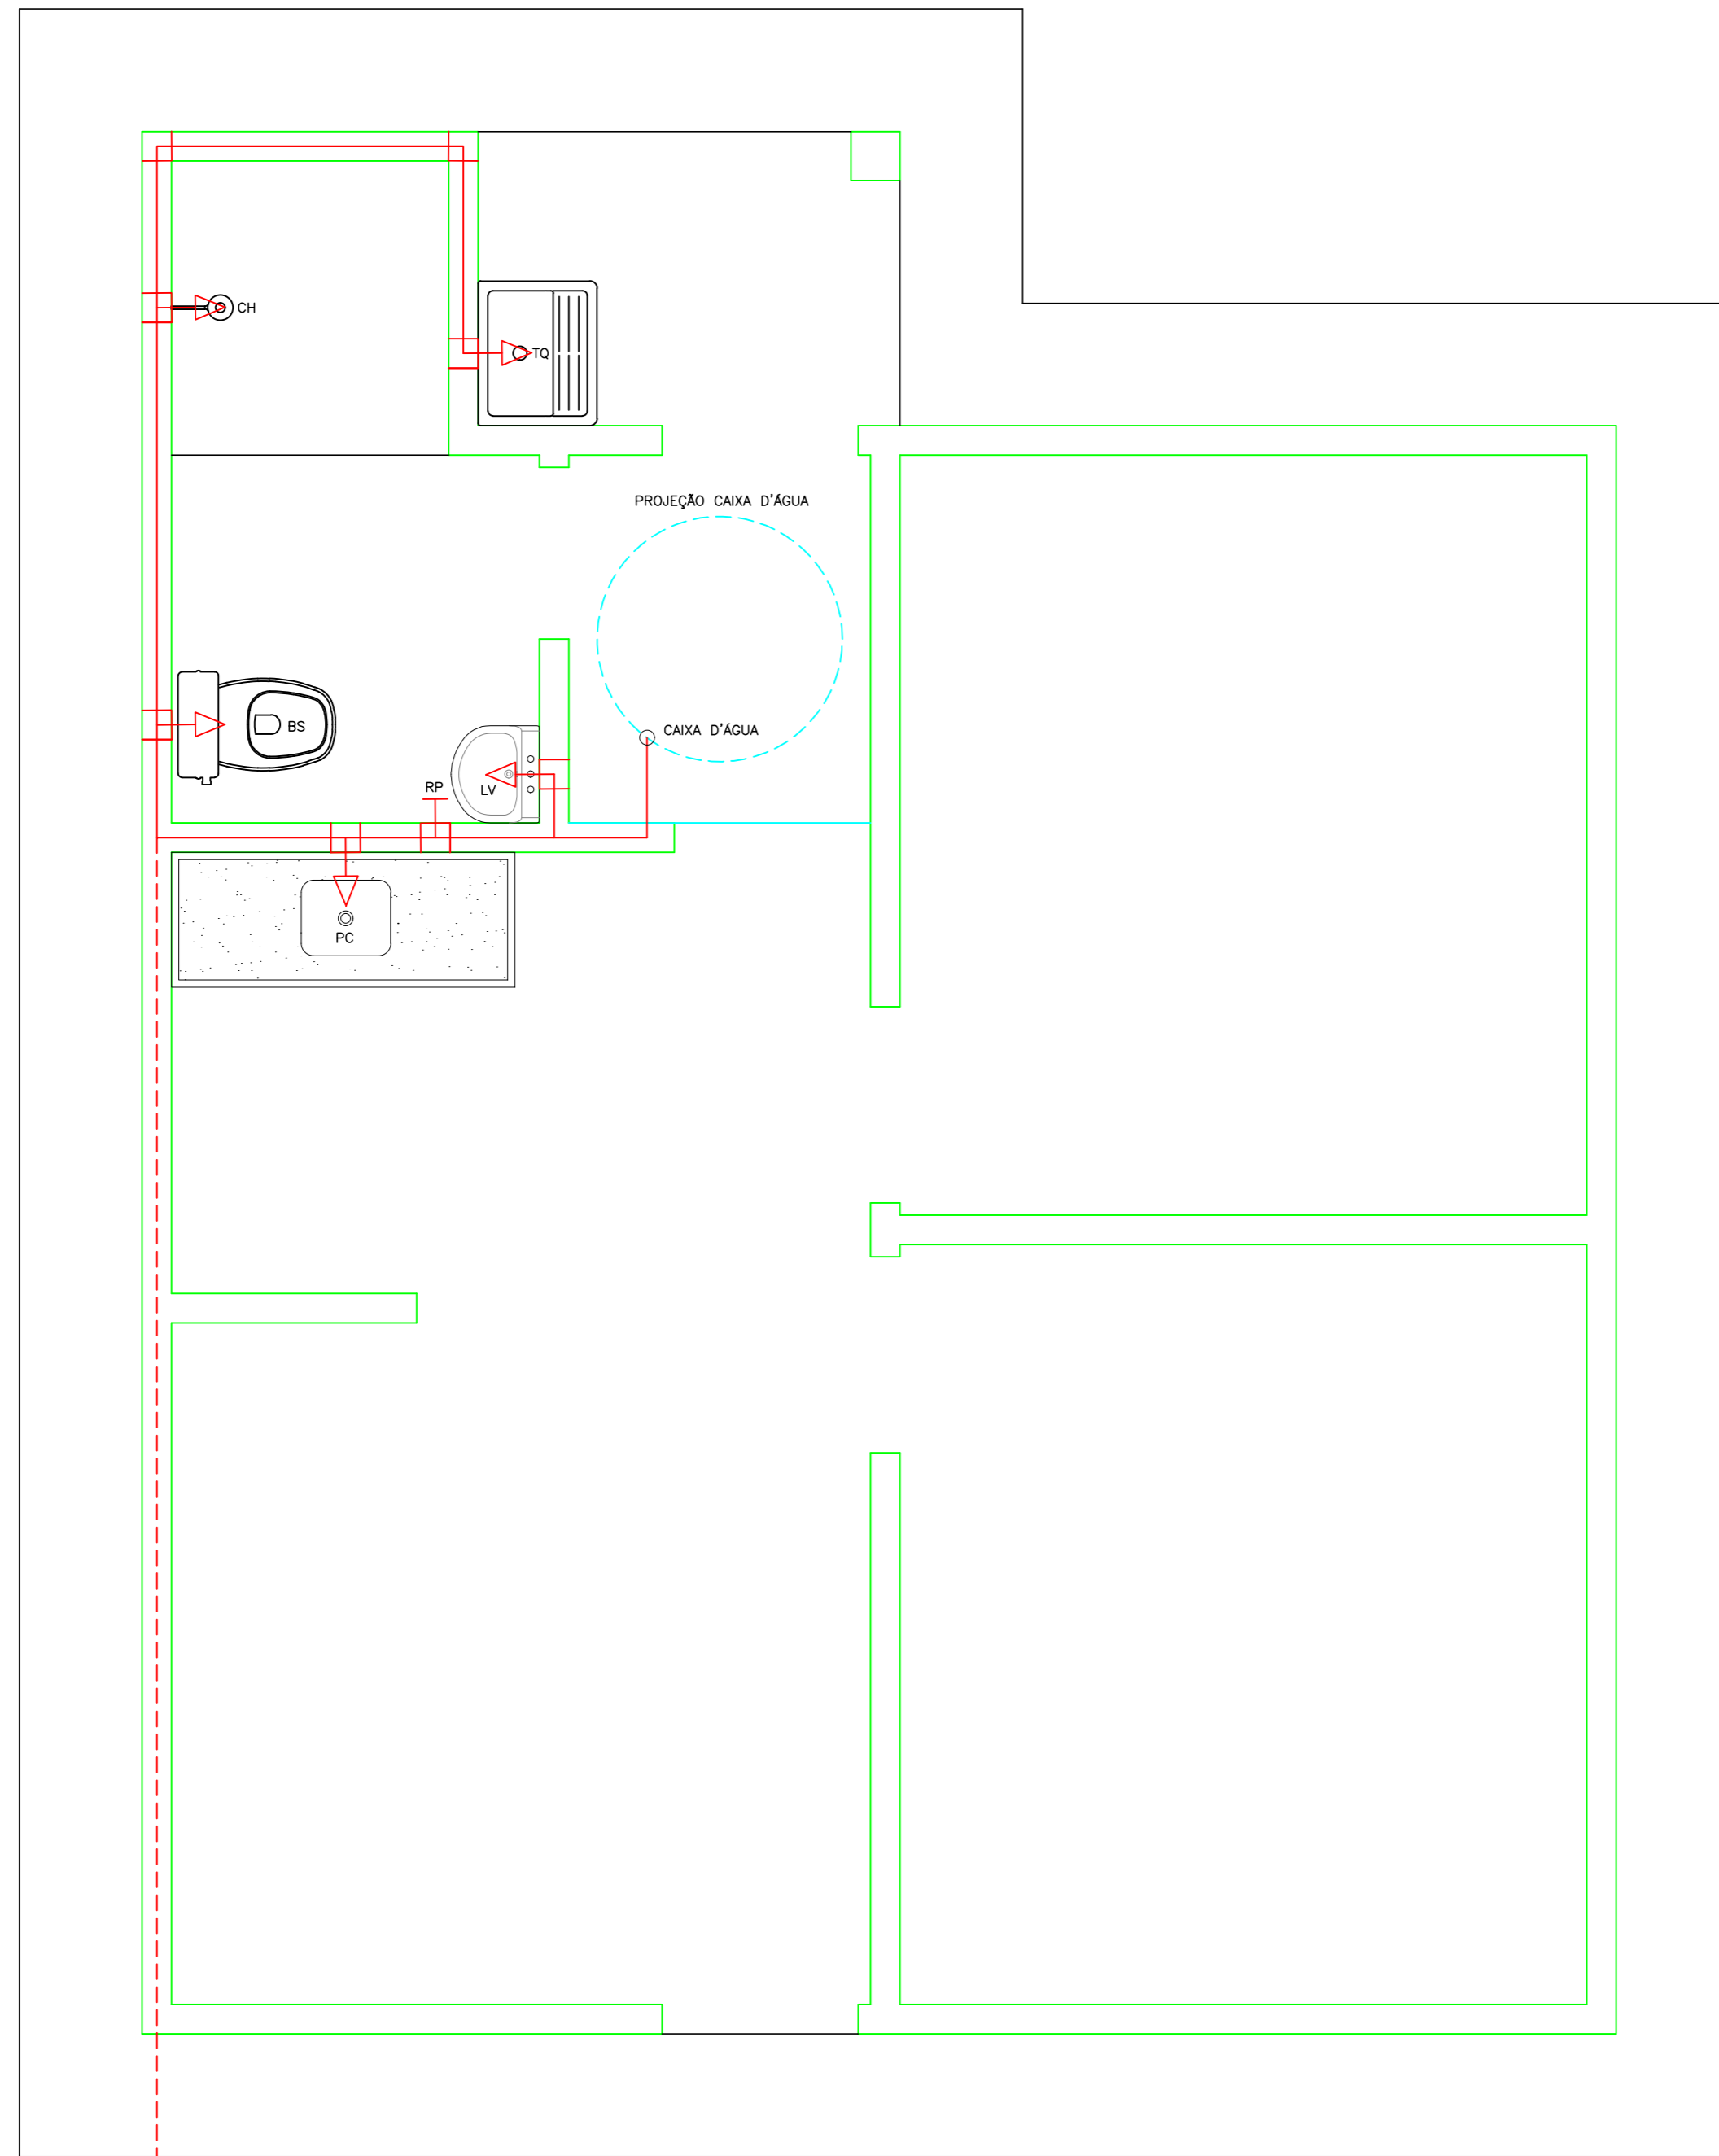 CH
TQ
PROJEÇÃO CAIXA D'ÁGUA
BS
CAIXA D'ÁGUA
RP
LV
PC